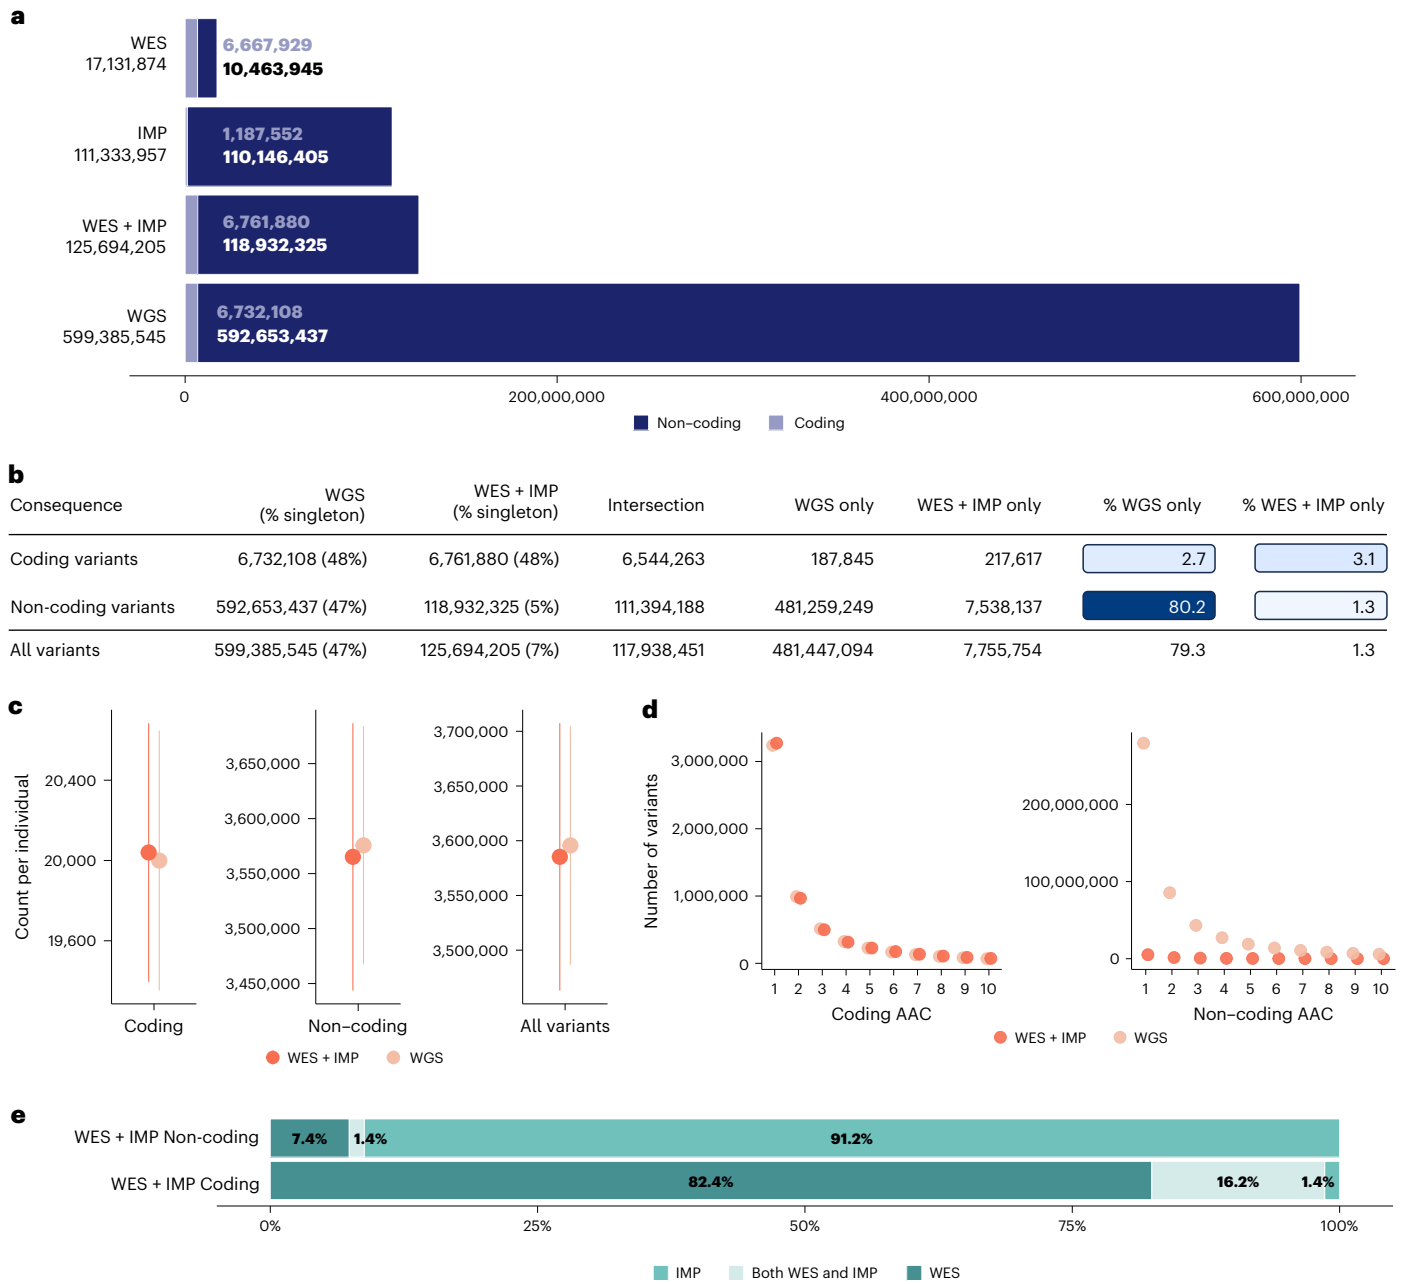 a
WES
17,131,874
6,667,929
10,463,945
IMP
111,333,957
1,187,552
110,146,405
WES + IMP
125,694,205
6,761,880
118,932,325
WGS
599,385,545
6,732,108
592,653,437
0 200,000,000 400,000,000 600,000,000
Non–coding Coding
b
Consequence WGS (% singleton) WES + IMP (% singleton) Intersection WGS only WES + IMP only % WGS only % WES + IMP only
Coding variants 6,732,108 (48%) 6,761,880 (48%) 6,544,263 187,845 217,617 2.7 3.1
Non-coding variants 592,653,437 (47%) 118,932,325 (5%) 111,394,188 481,259,249 7,538,137 80.2 1.3
All variants 599,385,545 (47%) 125,694,205 (7%) 117,938,451 481,447,094 7,755,754 79.3 1.3
c
Count per individual
20,400
20,000
19,600
Coding
3,650,000
3,600,000
3,550,000
3,500,000
3,450,000
Non–coding
3,700,000
3,650,000
3,600,000
3,550,000
3,500,000
All variants
WES + IMP WGS
d
Number of variants
3,000,000
2,000,000
1,000,000
0
1 2 3 4 5 6 7 8 9 10
Coding AAC
200,000,000
100,000,000
0
1 2 3 4 5 6 7 8 9 10
Non–coding AAC
WES + IMP WGS
e
WES + IMP Non-coding 7.4% 1.4% 91.2%
WES + IMP Coding 82.4% 16.2% 1.4%
0% 25% 50% 75% 100%
IMP Both WES and IMP WES